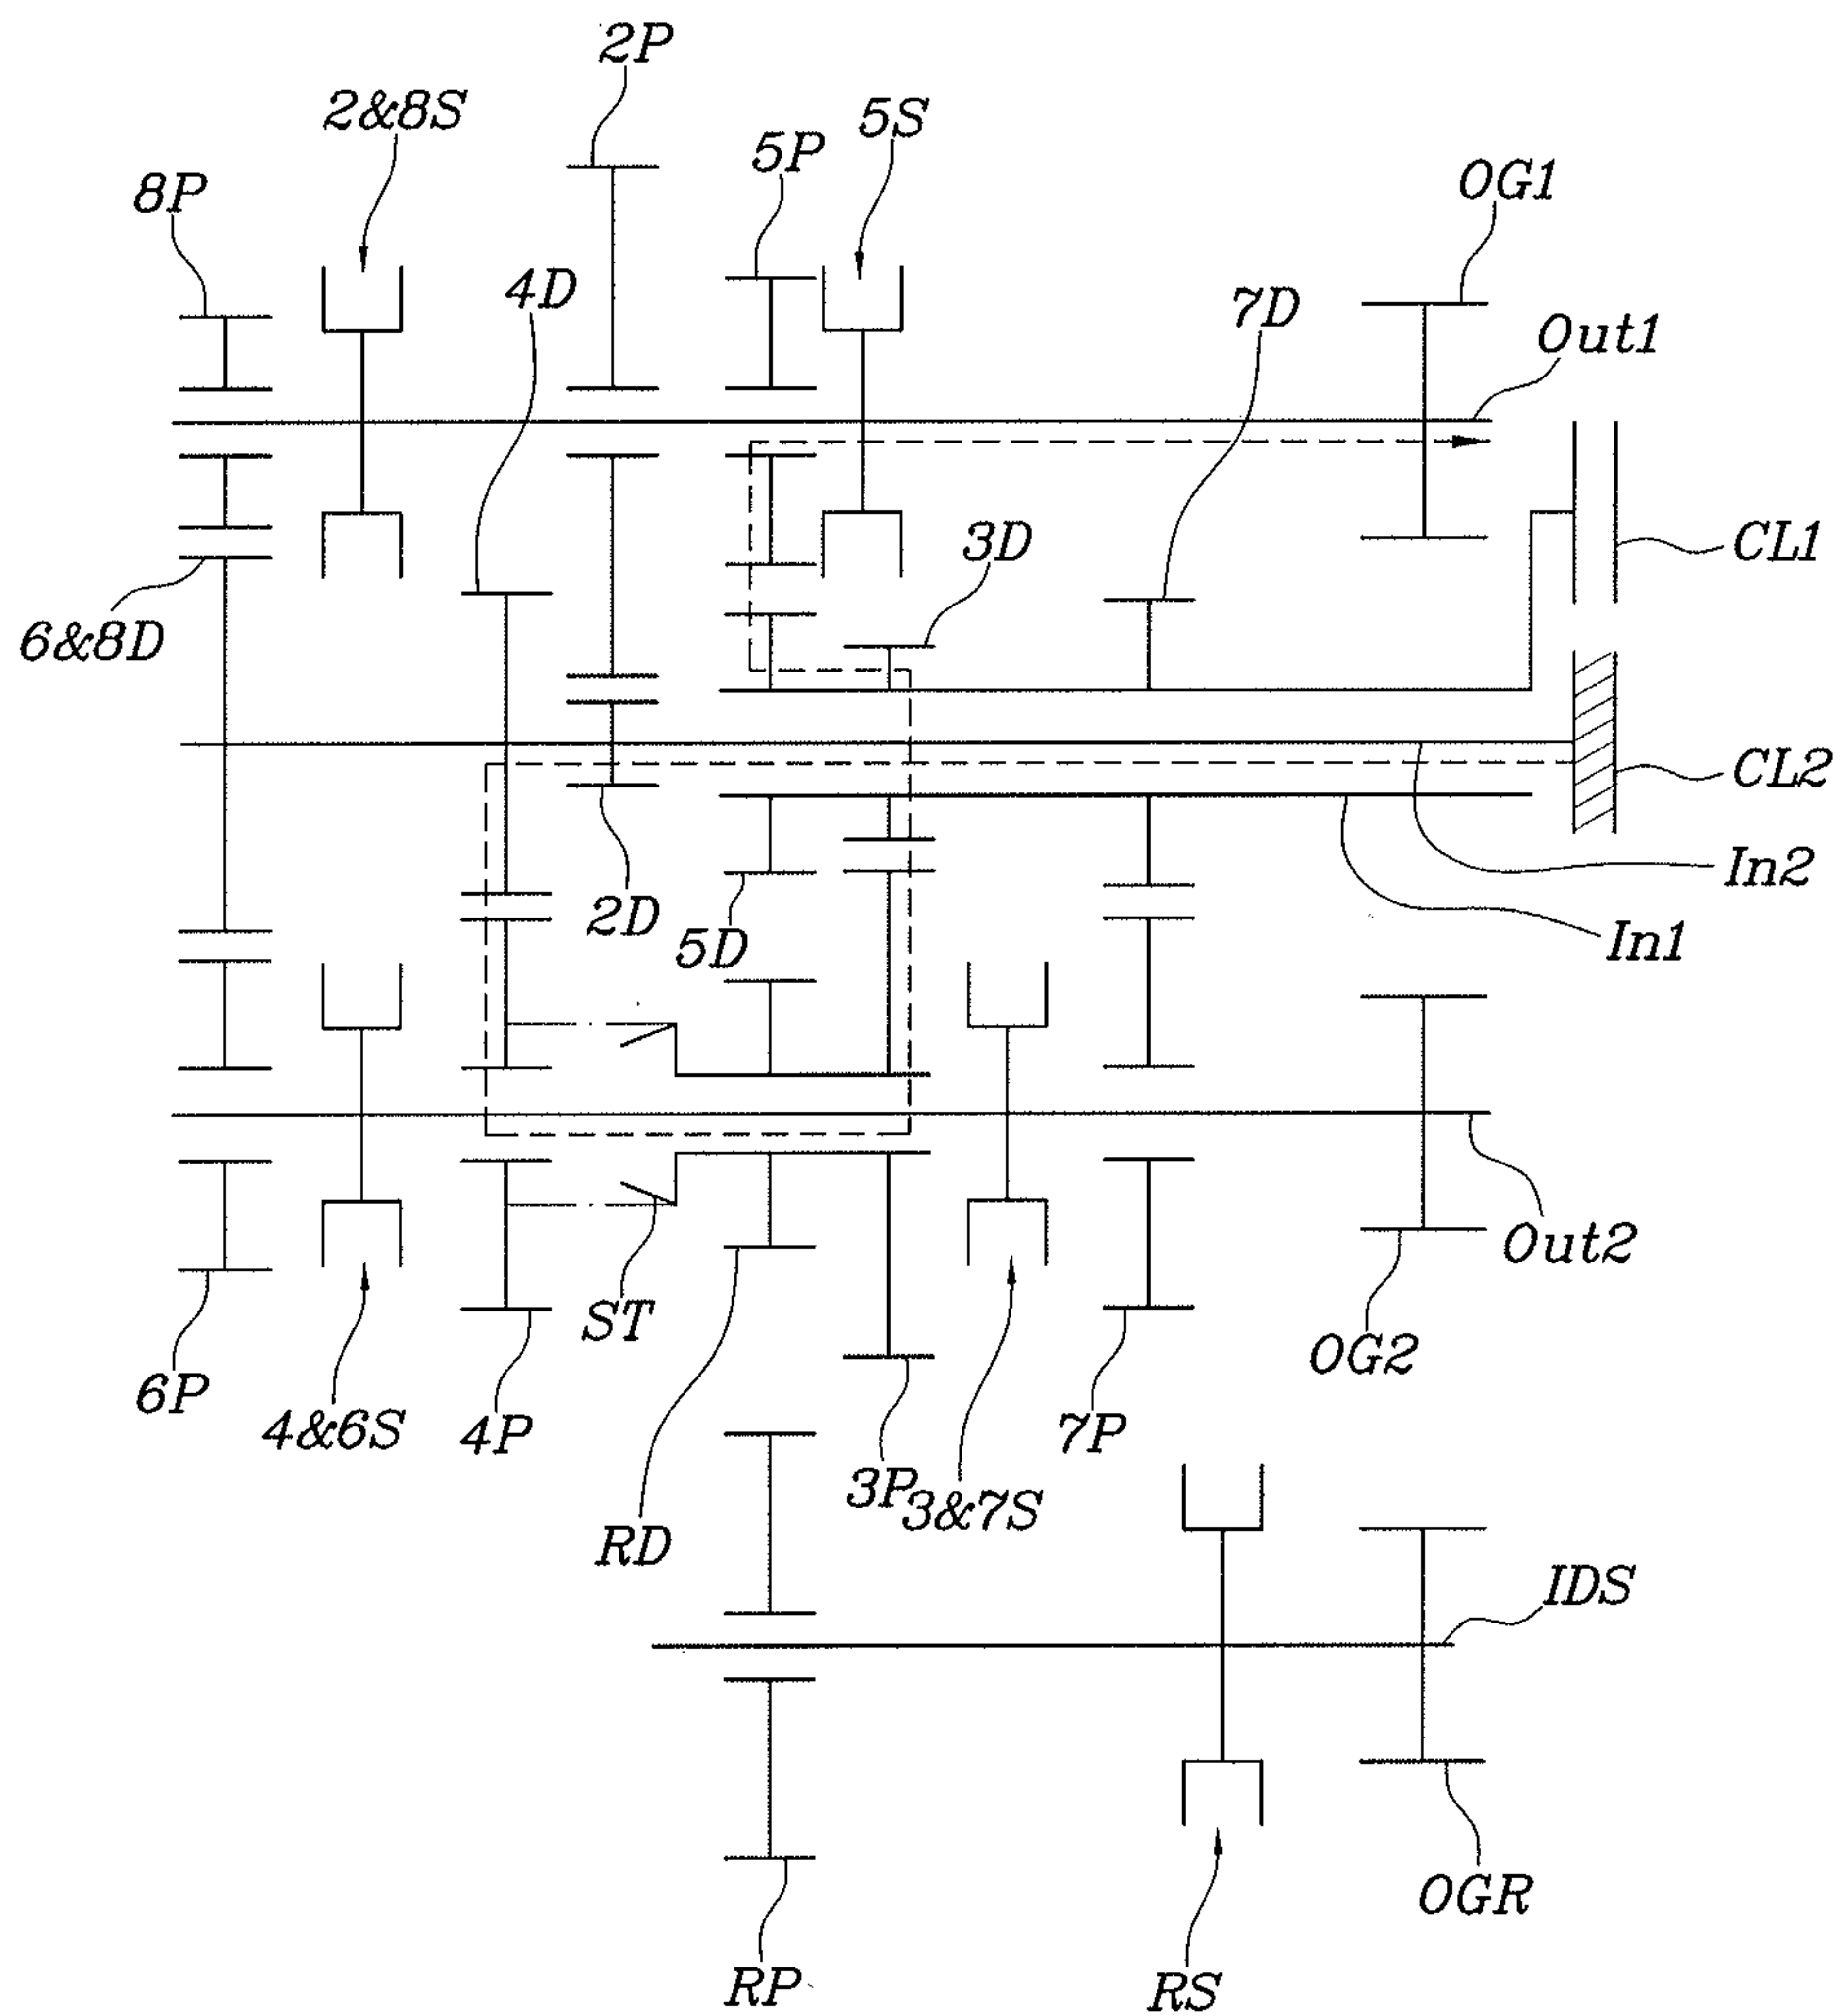 2P
2&8S
5S
5P
8P
OG1
4D
7D
Out1
3D
CL1
6&8D
CL2
In2
2D
5D
In1
Out2
ST
OG2
6P
4&6S
4P
7P
3P
3&7S
RD
IDS
OGR
RP
RS